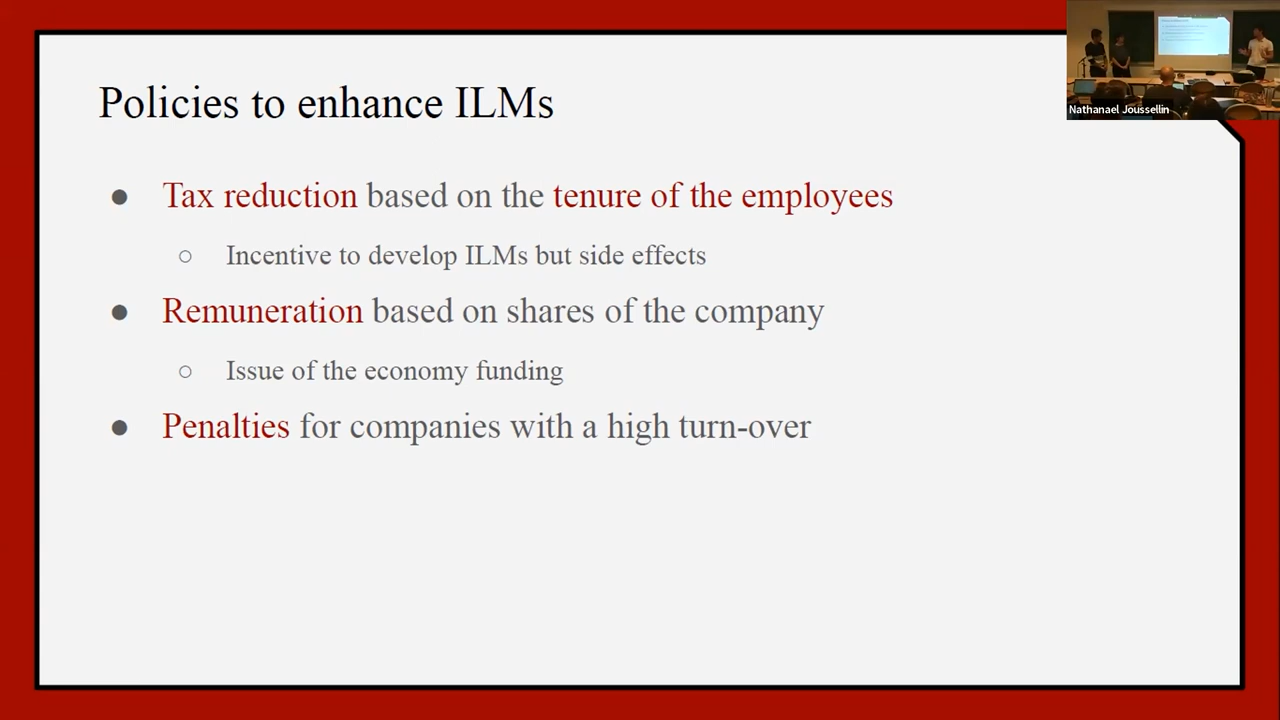 Policies to enhance ILMs
Nathanael Joussellin
● Tax reduction based on the tenure of the employees
○ Incentive to develop ILMs but side effects
● Remuneration based on shares of the company
○ Issue of the economy funding
● Penalties for companies with a high turn-over